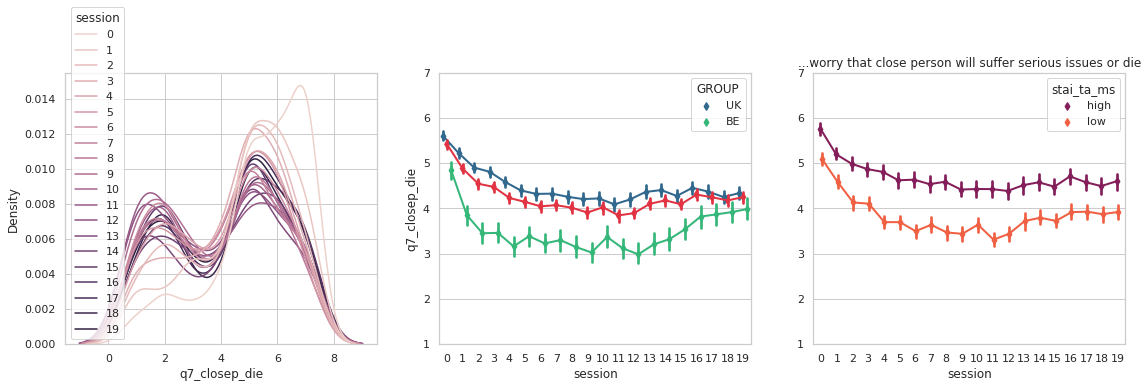 session
0
1
2
3
4
5
6
7
8
9
10
11
12
13
14
15
16
17
18
19
0.014
0.012
0.010
0.008
0.006
0.004
0.002
0.000
Density
0 2 4 6 8
q7_closep_die
7
6
5
4
3
2
1
q7_closep_die
GROUP
UK
BE
0 1 2 3 4 5 6 7 8 9 10 11 12 13 14 15 16 17 18 19
session
...worry that close person will suffer serious issues or die
7
6
5
4
3
2
1
stai_ta_ms
high
low
0 1 2 3 4 5 6 7 8 9 10 11 12 13 14 15 16 17 18 19
session